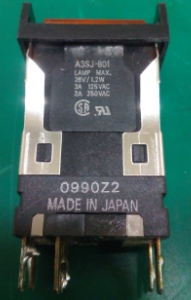 A3SJ-801
LAMP MAX.
28V/1.2W
3A 125VAC
2A 250VAC
0990Z2
MADE IN JAPAN